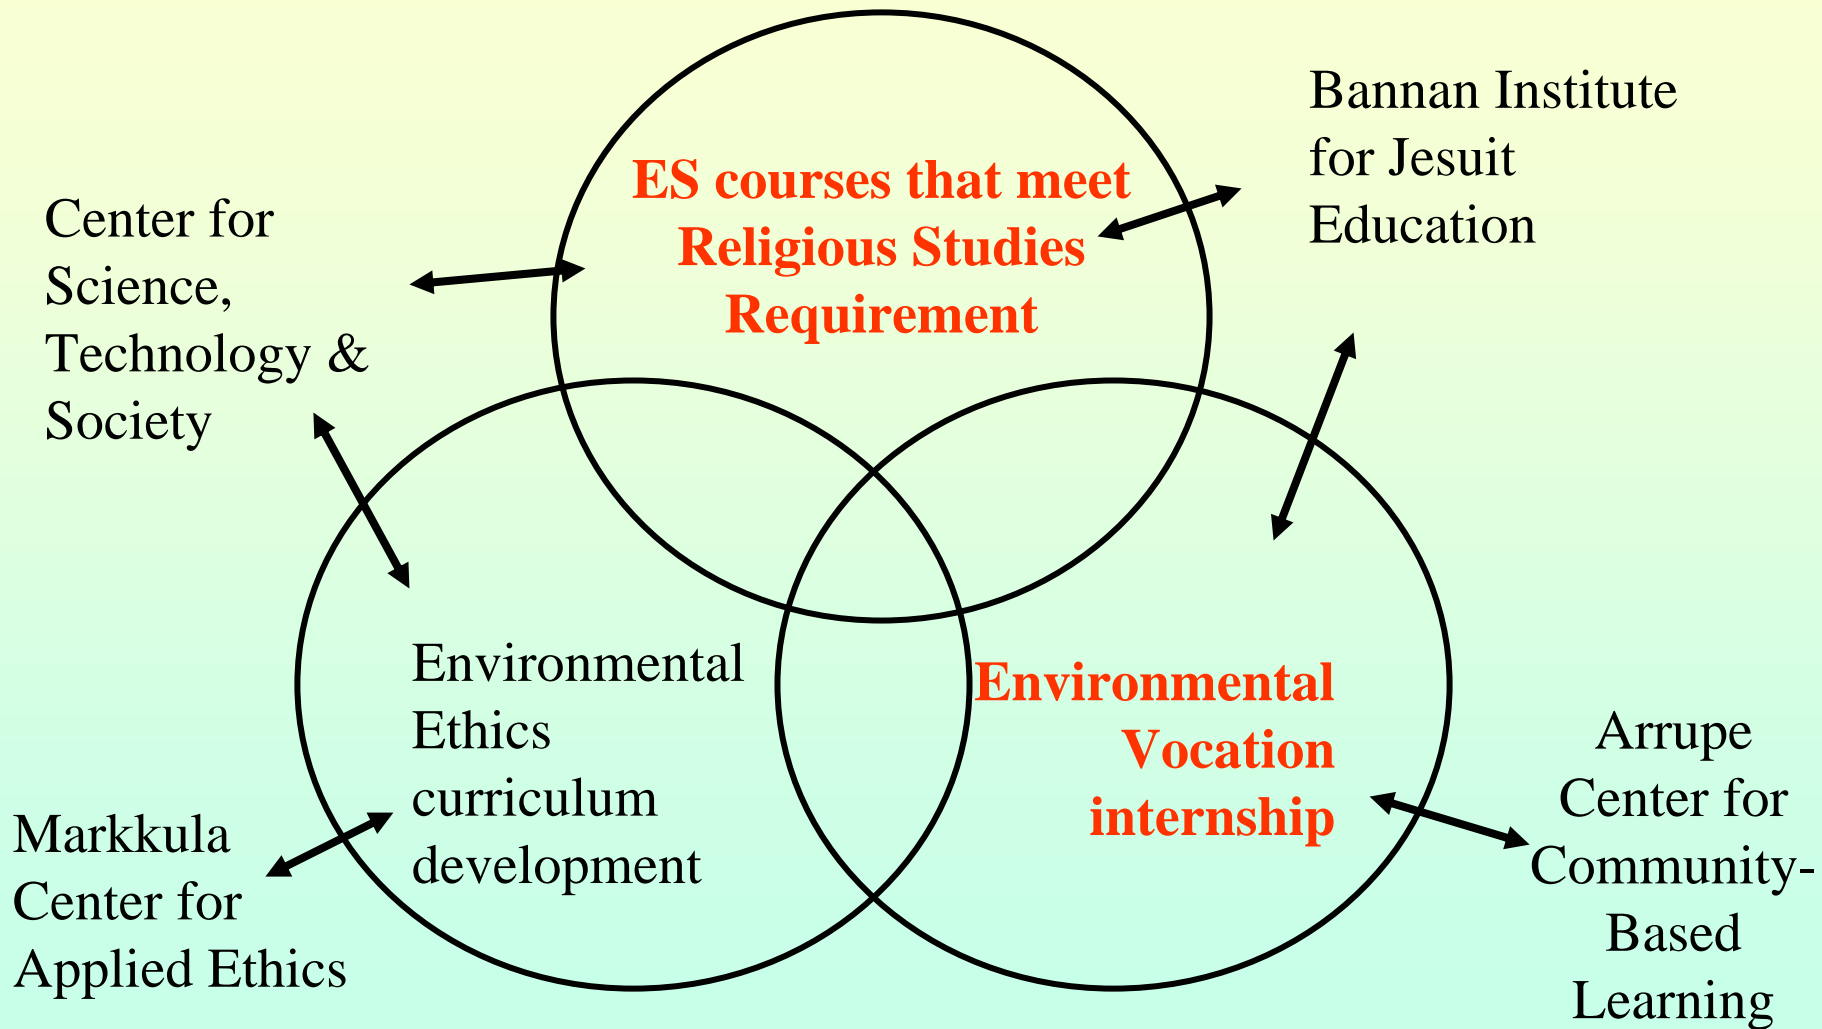 ES courses that meet
Religious Studies
Requirement
Bannan Institute
for Jesuit
Education
Center for
Science,
Technology &
Society
Environmental
Ethics
curriculum
development
Environmental
Vocation
internship
Markkula
Center for
Applied Ethics
Arrupe
Center for
Community-
Based
Learning